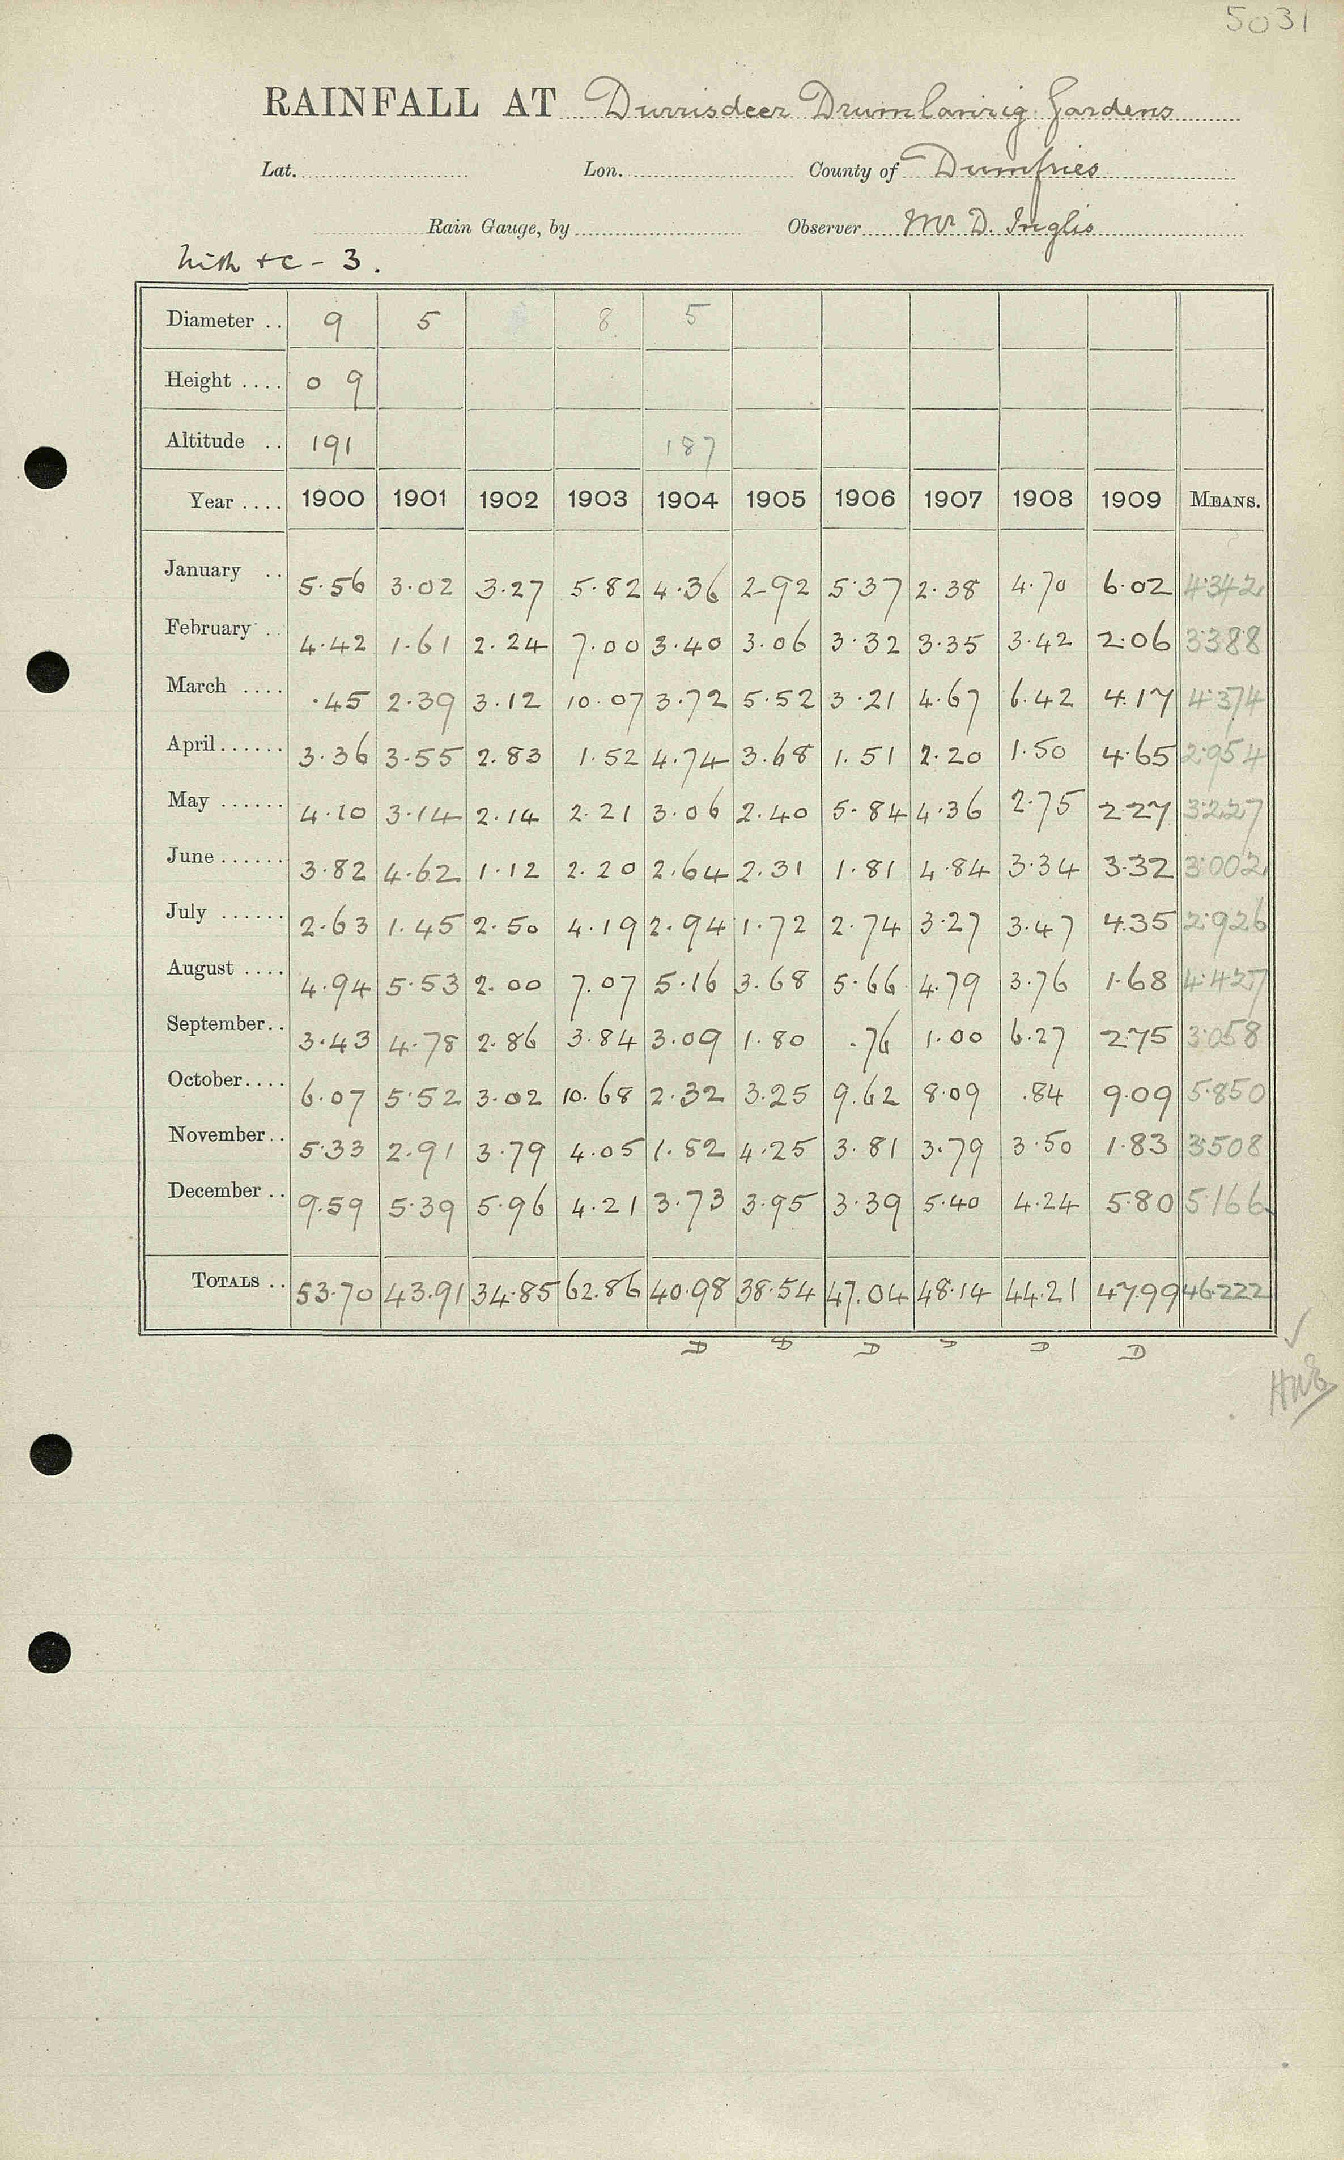 5031
RAINFALL AT Durrisdeer Drumlanrig Gardens
Lat. Lon. County of Dumfries
Rain Gauge, by Observer Mr D. Inglis
Nith &c - 3.
Diameter .. 9 5 8 5
Height .... 0 9
Altitude .. 191 187
Year .... 1900 1901 1902 1903 1904 1905 1906 1907 1908 1909 MEANS.
January .. 5.56 3.02 3.27 5.82 4.36 2.92 5.37 2.38 4.70 6.02 4.342
February .. 4.42 1.61 2.24 7.00 3.40 3.06 3.32 3.35 3.42 2.06 3.388
March .... .45 2.39 3.12 10.07 3.72 5.52 3.21 4.67 6.42 4.17 4.374
April...... 3.36 3.55 2.83 1.52 4.74 3.68 1.51 2.20 1.50 4.65 2.954
May ...... 4.10 3.14 2.14 2.21 3.06 2.40 5.84 4.36 2.75 2.27 3.227
June...... 3.82 4.62 1.12 2.20 2.64 2.31 1.81 4.84 3.34 3.32 3.002
July ...... 2.63 1.45 2.50 4.19 2.94 1.72 2.74 3.27 3.47 4.35 2.926
August .... 4.94 5.53 2.00 7.07 5.16 3.68 5.66 4.79 3.76 1.68 4.427
September.. 3.43 4.78 2.86 3.84 3.09 1.80 .76 1.00 6.27 2.75 3.058
October.... 6.07 5.52 3.02 10.68 2.32 3.25 9.62 8.09 .84 9.09 5.850
November.. 5.33 2.91 3.79 4.05 1.82 4.25 3.81 3.79 3.50 1.83 3.508
December .. 9.59 5.39 5.96 4.21 3.73 3.95 3.39 5.40 4.24 5.80 5.166
TOTALS .. 53.70 43.91 34.85 62.86 40.98 38.54 47.04 48.14 44.21 47.99 46.222
D D D D D D